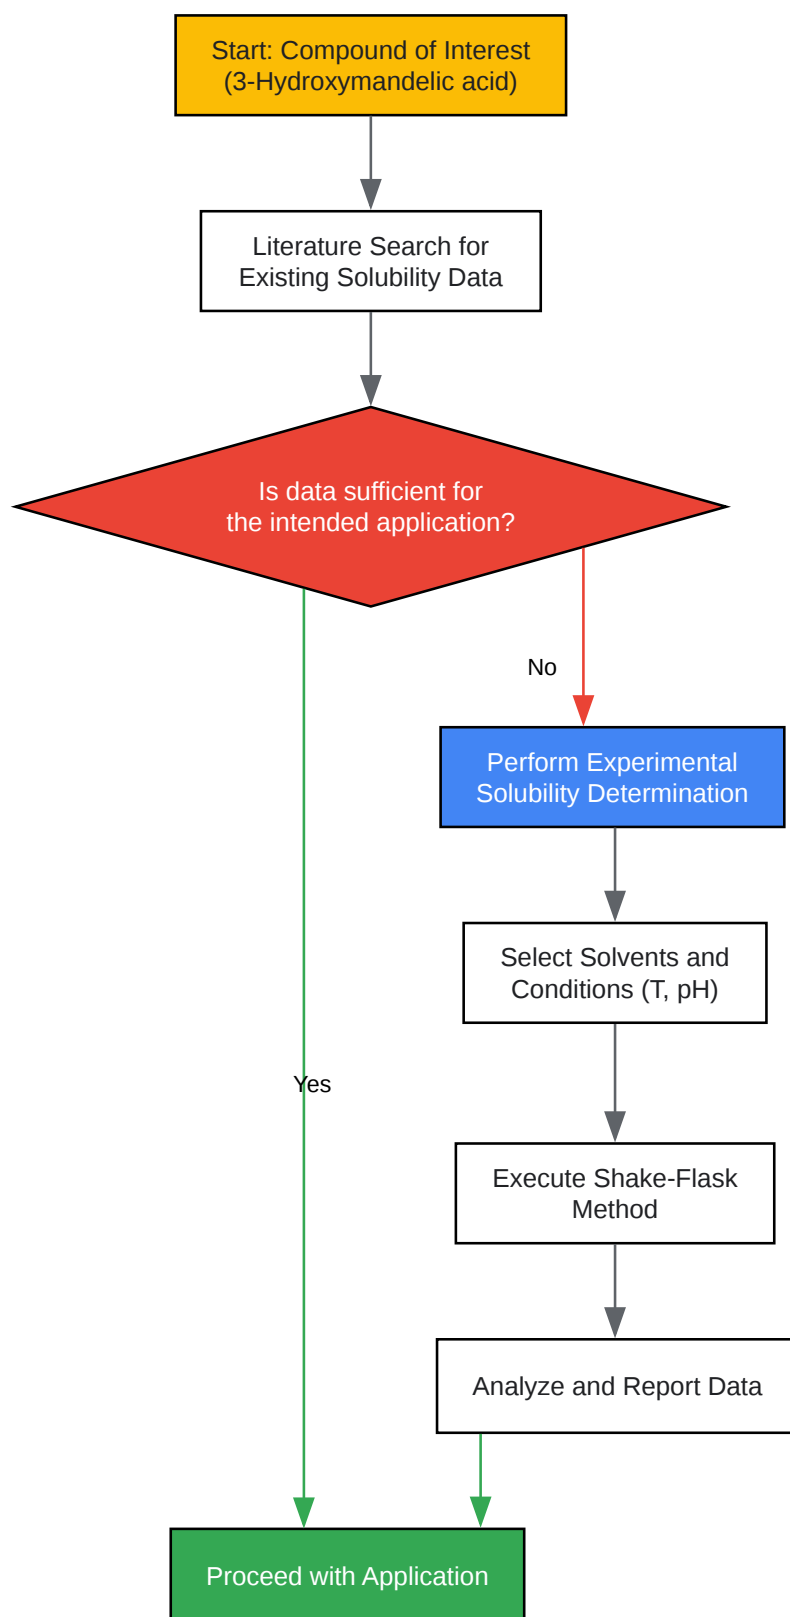 Start: Compound of Interest
(3-Hydroxymandelic acid)
Literature Search for
Existing Solubility Data
Is data sufficient for
the intended application?
No
Perform Experimental
Solubility Determination
Select Solvents and
Conditions (T, pH)
Yes
Execute Shake-Flask
Method
Analyze and Report Data
Proceed with Application